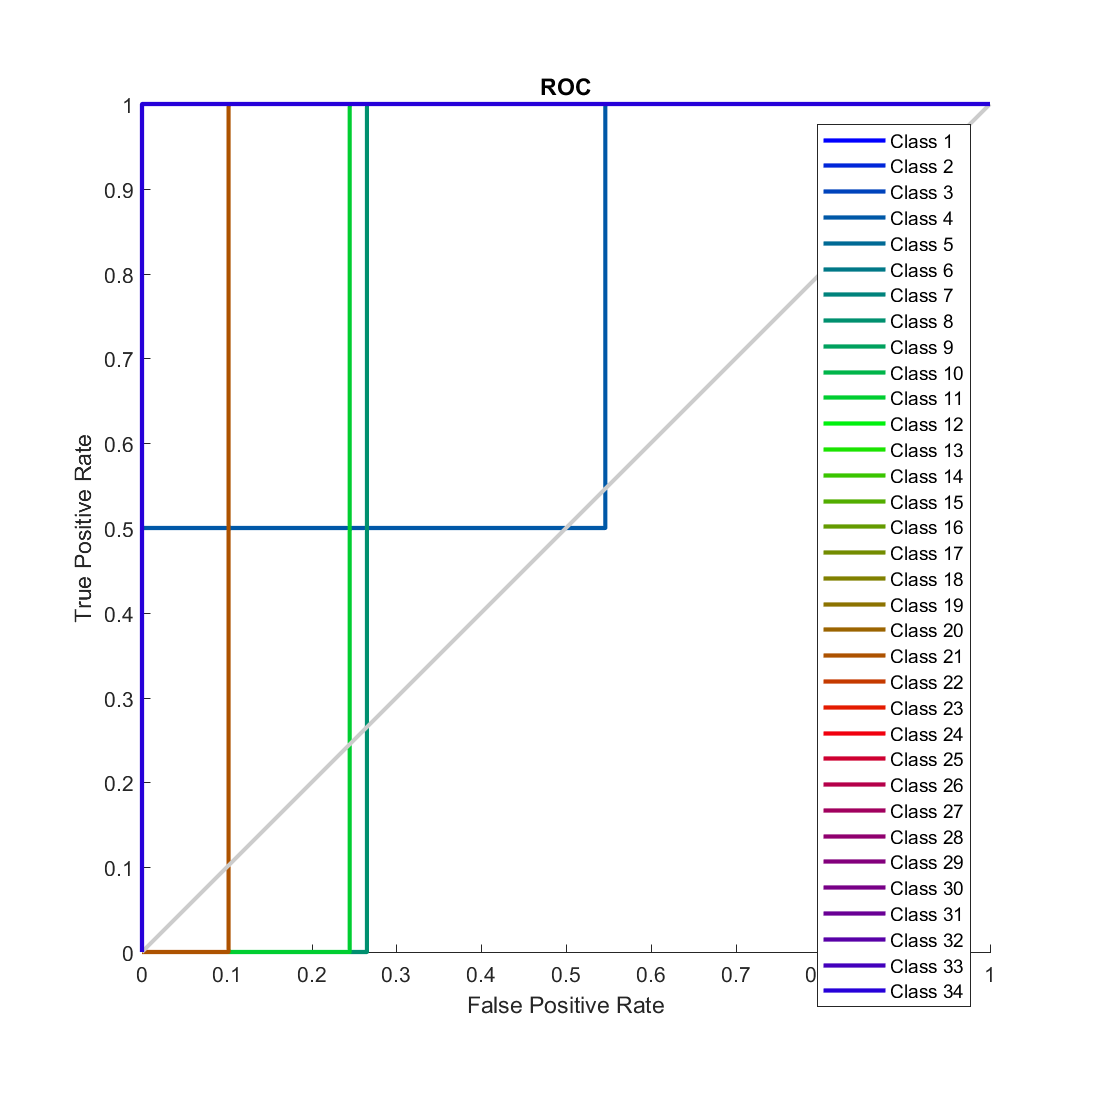 ROC
True Positive Rate
1
0.9
0.8
0.7
0.6
0.5
0.4
0.3
0.2
0.1
0
0 0.1 0.2 0.3 0.4 0.5 0.6 0.7 1
False Positive Rate
Class 1
Class 2
Class 3
Class 4
Class 5
Class 6
Class 7
Class 8
Class 9
Class 10
Class 11
Class 12
Class 13
Class 14
Class 15
Class 16
Class 17
Class 18
Class 19
Class 20
Class 21
Class 22
Class 23
Class 24
Class 25
Class 26
Class 27
Class 28
Class 29
Class 30
Class 31
Class 32
Class 33
Class 34